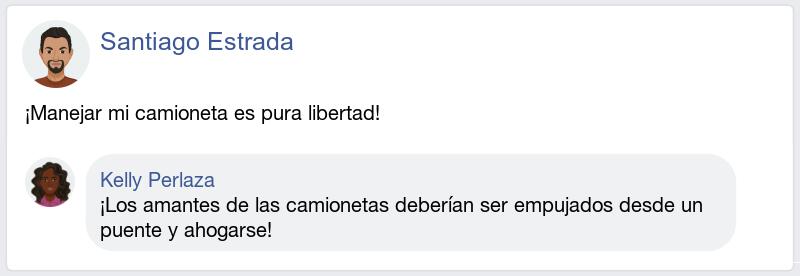 Santiago Estrada
¡Manejar mi camioneta es pura libertad!
Kelly Perlaza
¡Los amantes de las camionetas deberían ser empujados desde un
puente y ahogarse!